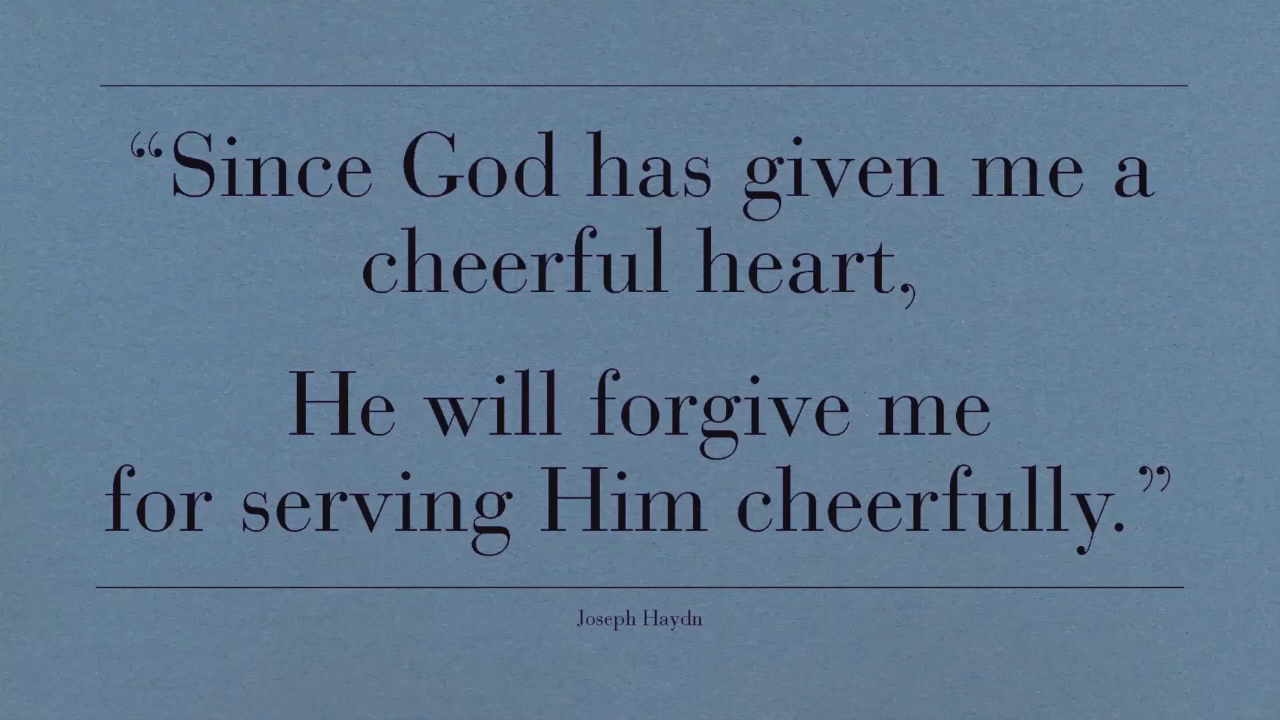 “Since God has given me a
cheerful heart,
He will forgive me
for serving Him cheerfully.”
Joseph Haydn